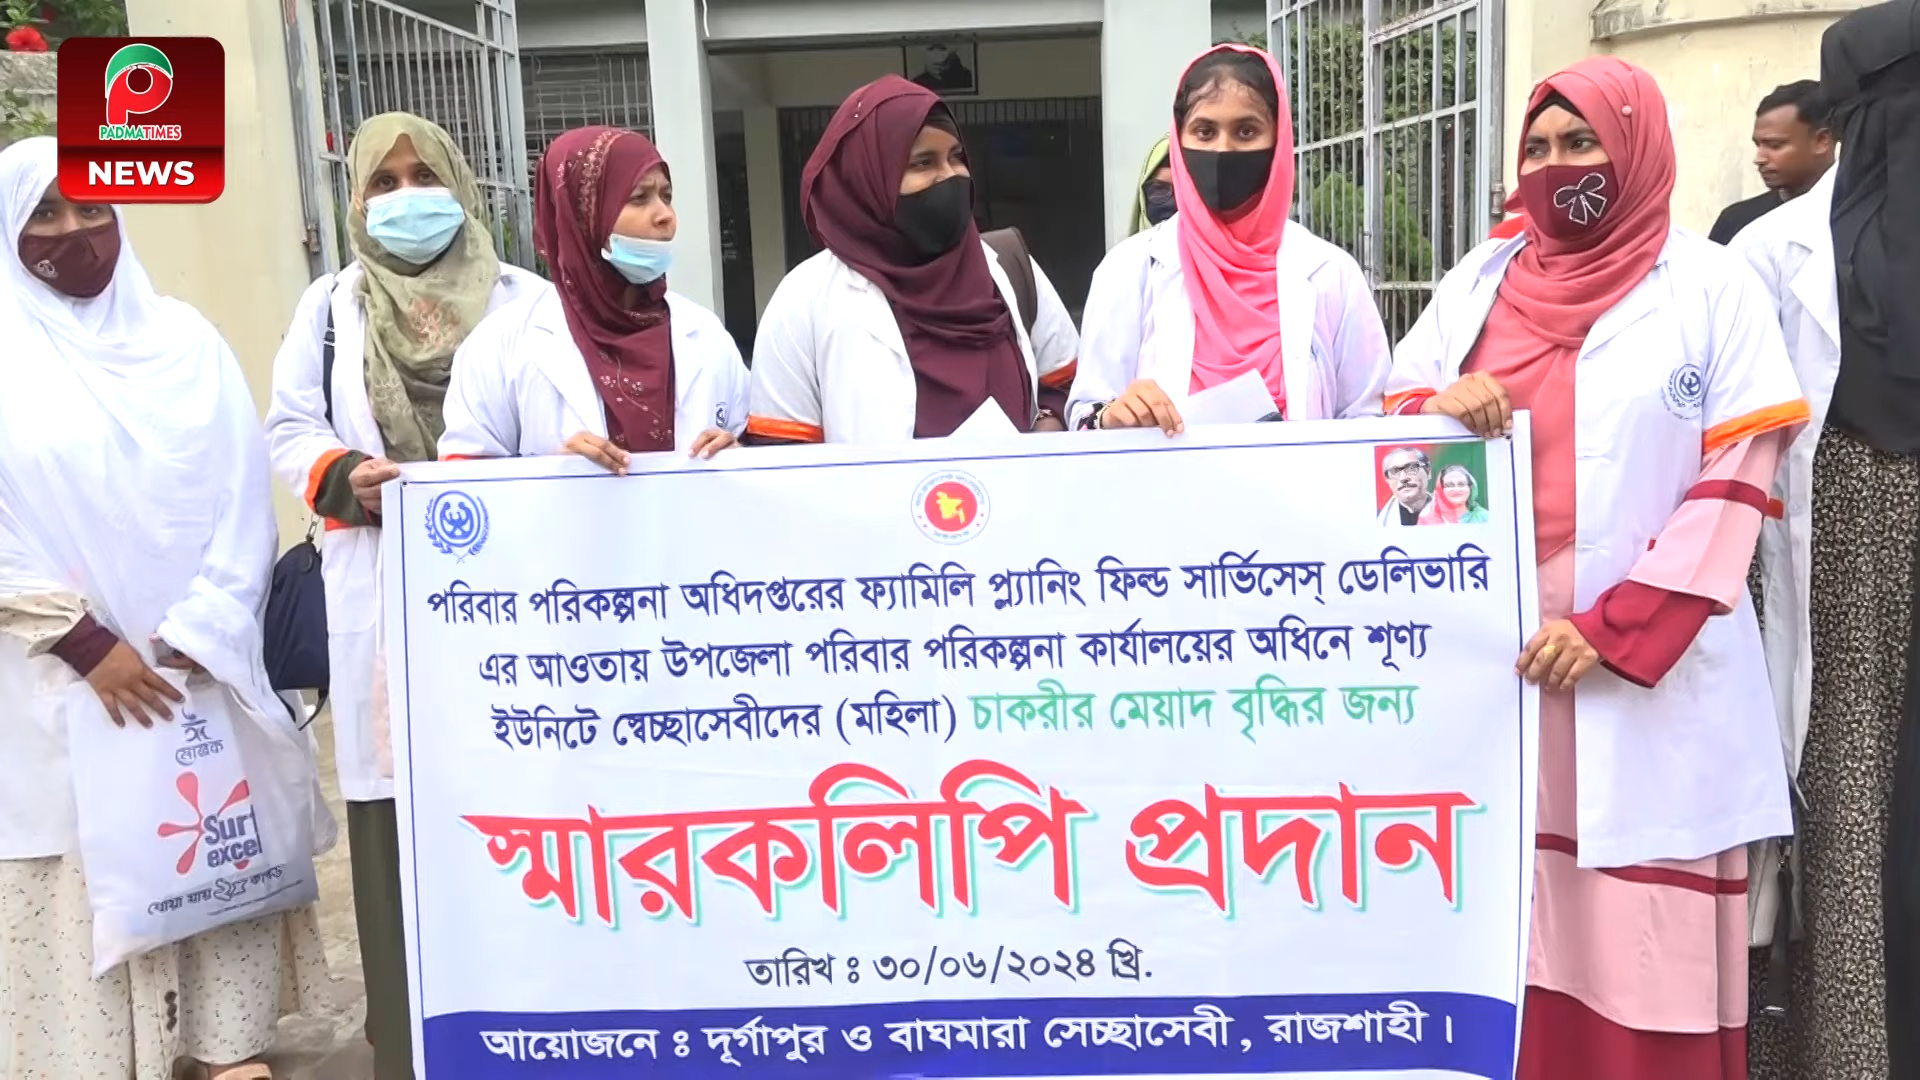 PADMATIMES
NEWS
পরিবার পরিকল্পনা অধিদপ্তরের ফ্যামিলি প্ল্যানিং ফিল্ড সার্ভিসেস্ ডেলিভারি
এর আওতায় উপজেলা পরিবার পরিকল্পনা কার্যালয়ের অধিনে শূণ্য
ইউনিটে স্বেচ্ছাসেবীদের (মহিলা) চাকরীর মেয়াদ বৃদ্ধির জন্য
স্মারকলিপি প্রদান
তারিখ ঃ ৩০/০৬/২০২৪ খ্রি.
আয়োজনে ঃ দূর্গাপুর ও বাঘমারা সেচ্ছাসেবী, রাজশাহী।
Surf
excel